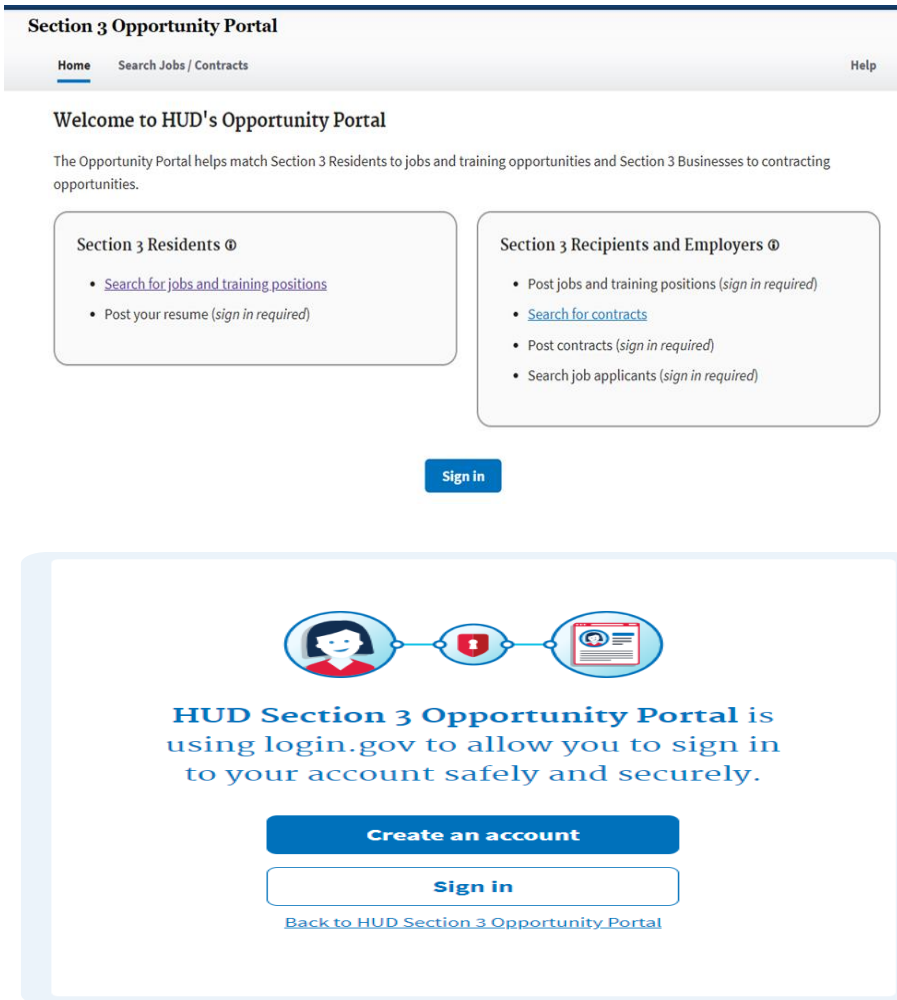 Section 3 Opportunity Portal
Home Search Jobs / Contracts Help
Welcome to HUD's Opportunity Portal
The Opportunity Portal helps match Section 3 Residents to jobs and training opportunities and Section 3 Businesses to contracting
opportunities.
Section 3 Residents
• Search for jobs and training positions
• Post your resume (sign in required)
Section 3 Recipients and Employers
• Post jobs and training positions (sign in required)
• Search for contracts
• Post contracts (sign in required)
• Search job applicants (sign in required)
Sign in
HUD Section 3 Opportunity Portal is
using login.gov to allow you to sign in
to your account safely and securely.
Create an account
Sign in
Back to HUD Section 3 Opportunity Portal